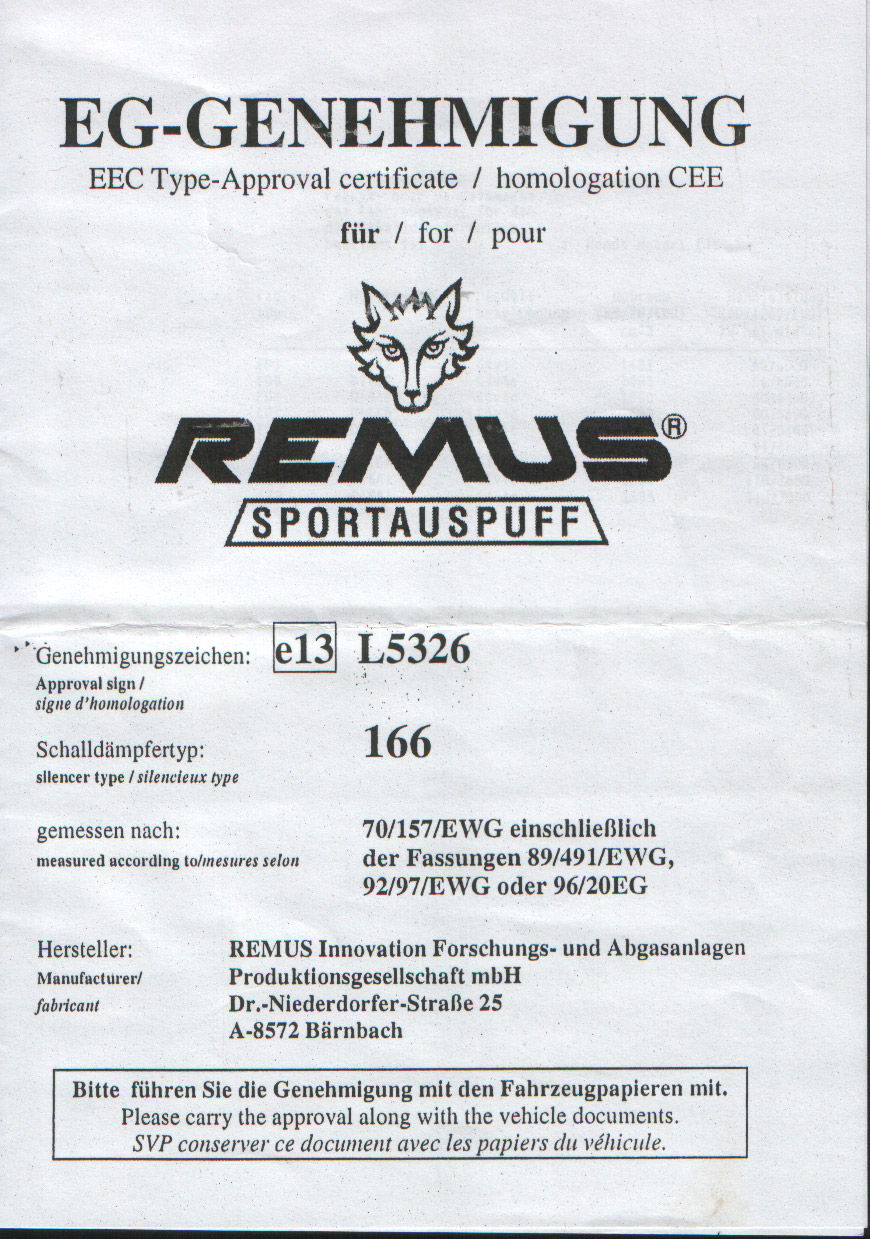 EG-GENEHMIGUNG
EEC Type-Approval certificate / homologation CEE
für / for / pour
REMUS®
SPORTAUSPUFF
Genehmigungszeichen: e13 L5326
Approval sign /
signe d'homologation
Schalldämpfertyp: 166
silencer type / silencieux type
gemessen nach: 70/157/EWG einschließlich
measured according to/mesures selon der Fassungen 89/491/EWG,
92/97/EWG oder 96/20EG
Hersteller: REMUS Innovation Forschungs- und Abgasanlagen
Manufacturer/ Produktionsgesellschaft mbH
fabricant Dr.-Niederdorfer-Straße 25
A-8572 Bärnbach
Bitte führen Sie die Genehmigung mit den Fahrzeugpapieren mit.
Please carry the approval along with the vehicle documents.
SVP conserver ce document avec les papiers du véhicule.